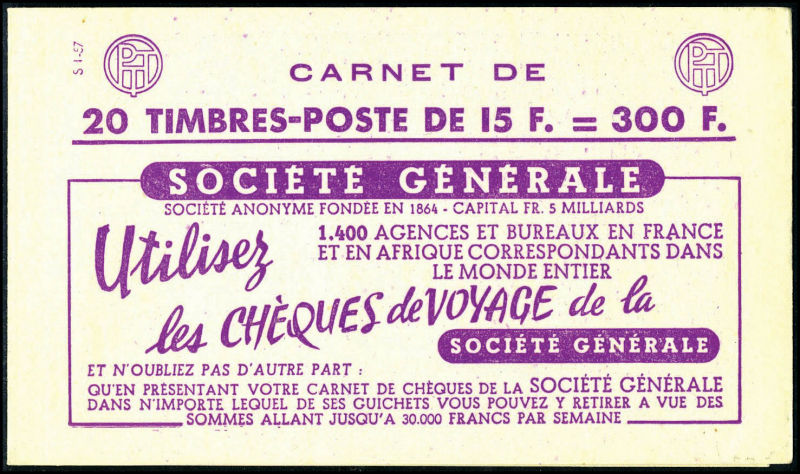 S 1-57
PTT
CARNET DE
PTT
20 TIMBRES-POSTE DE 15 F. = 300 F.
SOCIÉTÉ GÉNÉRALE
SOCIÉTÉ ANONYME FONDÉE EN 1864 - CAPITAL FR. 5 MILLIARDS
Utilisez
1.400 AGENCES ET BUREAUX EN FRANCE
ET EN AFRIQUE CORRESPONDANTS DANS
LE MONDE ENTIER
les CHÈQUES de VOYAGE de la
SOCIÉTÉ GÉNÉRALE
ET N'OUBLIEZ PAS D'AUTRE PART :
QU'EN PRÉSENTANT VOTRE CARNET DE CHÈQUES DE LA SOCIÉTÉ GÉNÉRALE
DANS N'IMPORTE LEQUEL DE SES GUICHETS VOUS POUVEZ Y RETIRER A VUE DES
SOMMES ALLANT JUSQU'A 30.000 FRANCS PAR SEMAINE